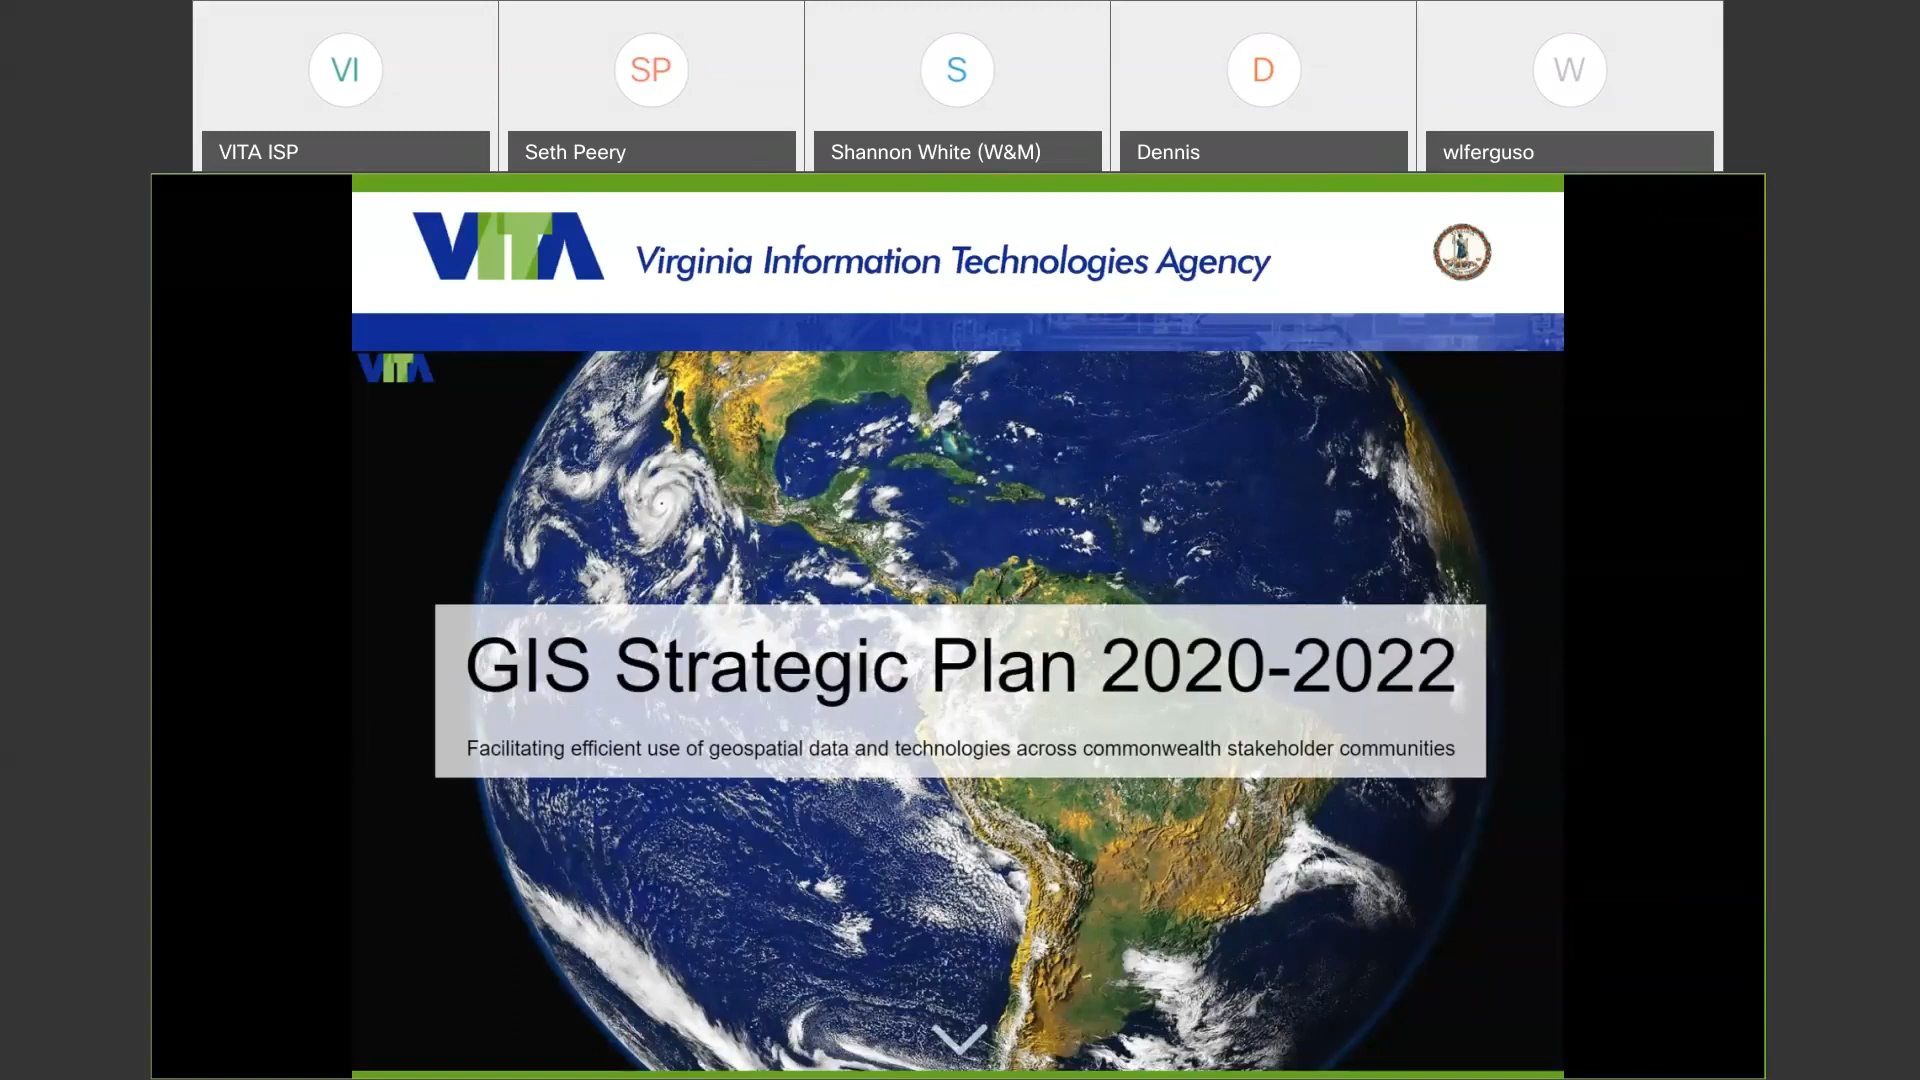 VI
SP
S
D
W
VITA ISP
Seth Peery
Shannon White (W&M)
Dennis
wlferguso
VITA
Virginia Information Technologies Agency
VITA
GIS Strategic Plan 2020-2022
Facilitating efficient use of geospatial data and technologies across commonwealth stakeholder communities